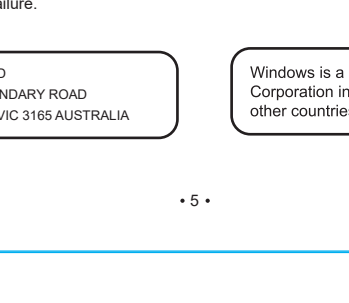 ailure.
D
NDARY ROAD
VIC 3165 AUSTRALIA
Windows is a
Corporation in
other countries
• 5 •